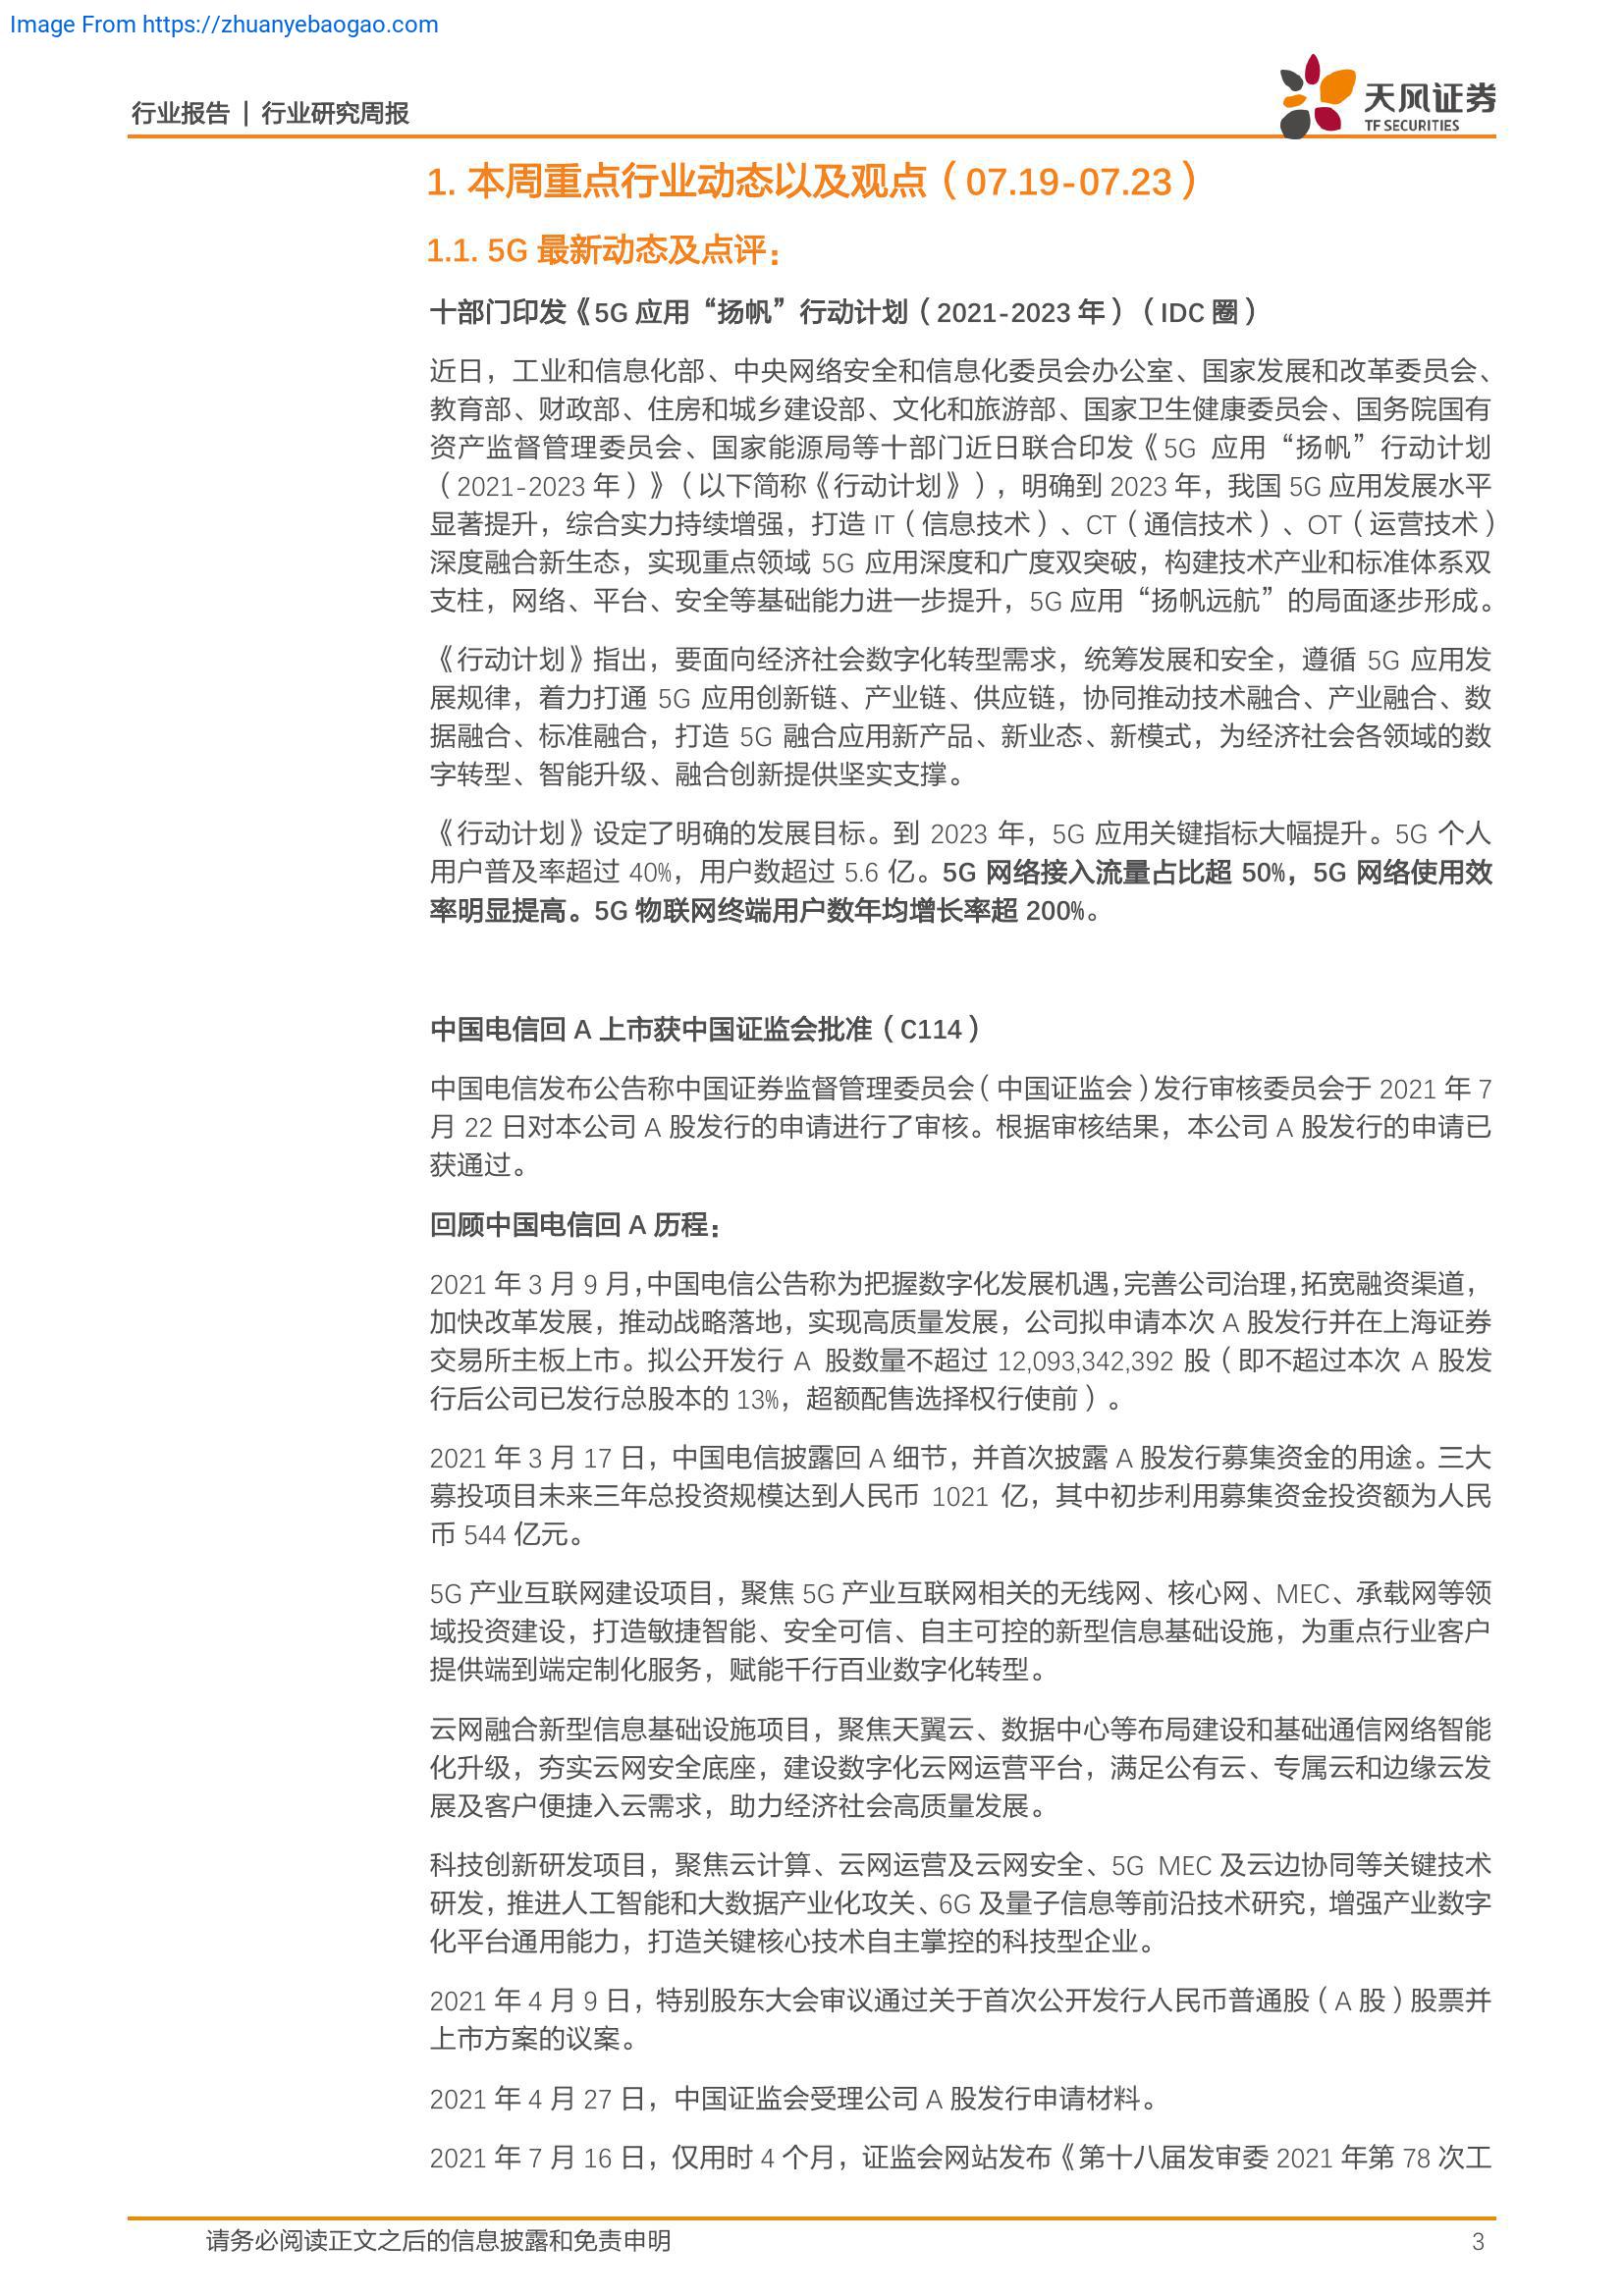 Image From https://zhuanyebaogao.com
行业报告 | 行业研究周报
天风证券
TF SECURITIES
1. 本周重点行业动态以及观点（07.19-07.23）
1.1. 5G 最新动态及点评：
十部门印发《5G 应用“扬帆”行动计划（2021-2023 年）（IDC 圈）
近日，工业和信息化部、中央网络安全和信息化委员会办公室、国家发展和改革委员会、
教育部、财政部、住房和城乡建设部、文化和旅游部、国家卫生健康委员会、国务院国有
资产监督管理委员会、国家能源局等十部门近日联合印发《5G 应用“扬帆”行动计划
（2021-2023 年）》（以下简称《行动计划》），明确到 2023 年，我国 5G 应用发展水平
显著提升，综合实力持续增强，打造 IT（信息技术）、CT（通信技术）、OT（运营技术）
深度融合新生态，实现重点领域 5G 应用深度和广度双突破，构建技术产业和标准体系双
支柱，网络、平台、安全等基础能力进一步提升，5G 应用“扬帆远航”的局面逐步形成。
《行动计划》指出，要面向经济社会数字化转型需求，统筹发展和安全，遵循 5G 应用发
展规律，着力打通 5G 应用创新链、产业链、供应链，协同推动技术融合、产业融合、数
据融合、标准融合，打造 5G 融合应用新产品、新业态、新模式，为经济社会各领域的数
字转型、智能升级、融合创新提供坚实支撑。
《行动计划》设定了明确的发展目标。到 2023 年，5G 应用关键指标大幅提升。5G 个人
用户普及率超过 40%，用户数超过 5.6 亿。5G 网络接入流量占比超 50%，5G 网络使用效
率明显提高。5G 物联网终端用户数年均增长率超 200%。
中国电信回 A 上市获中国证监会批准（C114）
中国电信发布公告称中国证券监督管理委员会（中国证监会）发行审核委员会于 2021 年 7
月 22 日对本公司 A 股发行的申请进行了审核。根据审核结果，本公司 A 股发行的申请已
获通过。
回顾中国电信回 A 历程：
2021 年 3 月 9 月，中国电信公告称为把握数字化发展机遇，完善公司治理，拓宽融资渠道，
加快改革发展，推动战略落地，实现高质量发展，公司拟申请本次 A 股发行并在上海证券
交易所主板上市。拟公开发行 A 股数量不超过 12,093,342,392 股（即不超过本次 A 股发
行后公司已发行总股本的 13%，超额配售选择权行使前）。
2021 年 3 月 17 日，中国电信披露回 A 细节，并首次披露 A 股发行募集资金的用途。三大
募投项目未来三年总投资规模达到人民币 1021 亿，其中初步利用募集资金投资额为人民
币 544 亿元。
5G 产业互联网建设项目，聚焦 5G 产业互联网相关的无线网、核心网、MEC、承载网等领
域投资建设，打造敏捷智能、安全可信、自主可控的新型信息基础设施，为重点行业客户
提供端到端定制化服务，赋能千行百业数字化转型。
云网融合新型信息基础设施项目，聚焦天翼云、数据中心等布局建设和基础通信网络智能
化升级，夯实云网安全底座，建设数字化云网运营平台，满足公有云、专属云和边缘云发
展及客户便捷入云需求，助力经济社会高质量发展。
科技创新研发项目，聚焦云计算、云网运营及云网安全、5G MEC 及云边协同等关键技术
研发，推进人工智能和大数据产业化攻关、6G 及量子信息等前沿技术研究，增强产业数字
化平台通用能力，打造关键核心技术自主掌控的科技型企业。
2021 年 4 月 9 日，特别股东大会审议通过关于首次公开发行人民币普通股（A 股）股票并
上市方案的议案。
2021 年 4 月 27 日，中国证监会受理公司 A 股发行申请材料。
2021 年 7 月 16 日，仅用时 4 个月，证监会网站发布《第十八届发审委 2021 年第 78 次工
请务必阅读正文之后的信息披露和免责申明
3